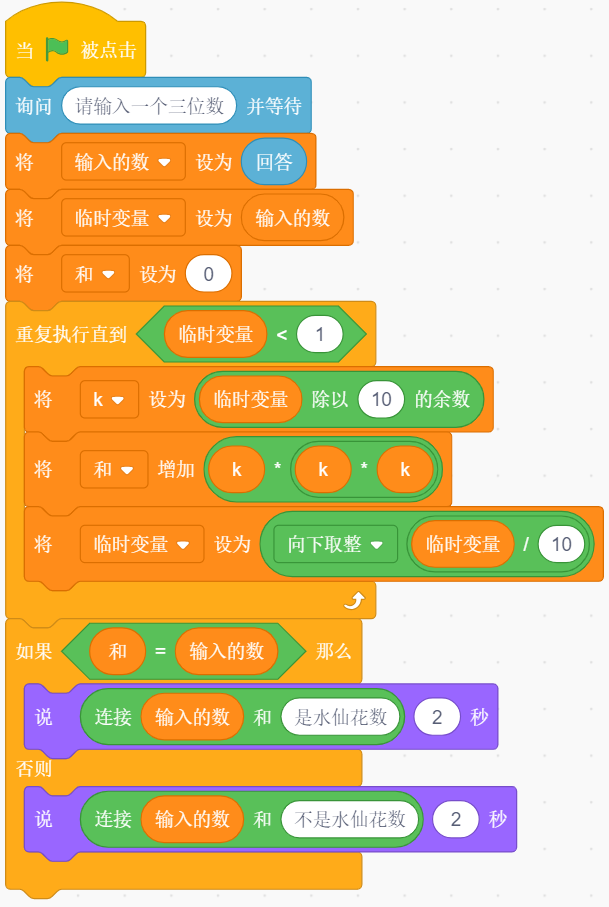 当 被点击
询问 请输入一个三位数 并等待
将 输入的数 设为 回答
将 临时变量 设为 输入的数
将 和 设为 0
重复执行直到 临时变量 < 1
将 k 设为 临时变量 除以 10 的余数
将 和 增加 k * k * k
将 临时变量 设为 向下取整 临时变量 / 10
如果 和 = 输入的数 那么
说 连接 输入的数 和 是水仙花数 2 秒
否则
说 连接 输入的数 和 不是水仙花数 2 秒